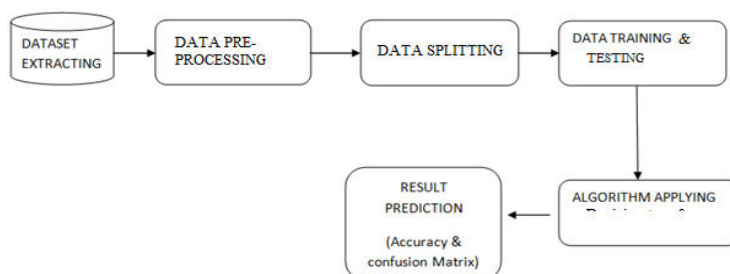 DATASET
EXTRACTING
DATA PRE-
PROCESSING
DATA SPLITTING
DATA TRAINING &
TESTING
ALGORITHM APPLYING
RESULT
PREDICTION
(Accuracy &
confusion Matrix)